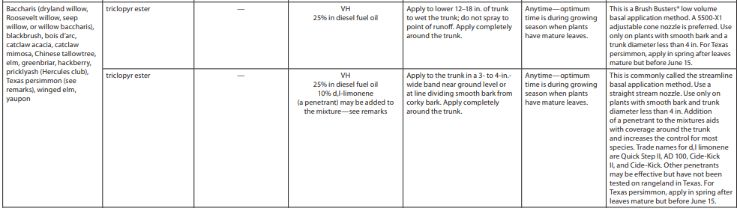 Baccharis (dryland willow,
Roosevelt willow, seep
willow, or willow baccharis),
blackbrush, bois d'arc,
catclaw acacia, catclaw
mimosa, Chinese tallowtree,
elm, greenbriar, hackberry,
pricklyash (Hercules club),
Texas persimmon (see
remarks), winged elm,
yaupon
triclopyr ester
—
VH
25% in diesel fuel oil
Apply to lower 12–18 in. of trunk
to wet the trunk; do not spray to
point of runoff. Apply completely
around the trunk.
Anytime—optimum
time is during growing
season when plants
have mature leaves.
This is a Brush Busters® low volume
basal application method. A 5500-X1
adjustable cone nozzle is preferred. Use
only on plants with smooth bark and a
trunk diameter less than 4 in. For Texas
persimmon, apply in spring after leaves
mature but before June 15.
triclopyr ester
—
VH
25% in diesel fuel oil
10% d,l-limonene
(a penetrant) may be added to
the mixture—see remarks
Apply to the trunk in a 3- to 4-in.-
wide band near ground level or
at line dividing smooth bark from
corky bark. Apply completely
around the trunk.
Anytime—optimum
time is during growing
season when plants
have mature leaves.
This is commonly called the streamline
basal application method. Use a
straight stream nozzle. Use only on
plants with smooth bark and trunk
diameter less than 4 in. Addition
of a penetrant to the mixtures aids
with coverage around the trunk
and increases the control for most
species. Trade names for d,l limonene
are Quick Step II, AD 100, Cide-Kick
II, and Cide-Kick. Other penetrants
may be effective but have not been
tested on rangeland in Texas. For
Texas persimmon, apply in spring after
leaves mature but before June 15.